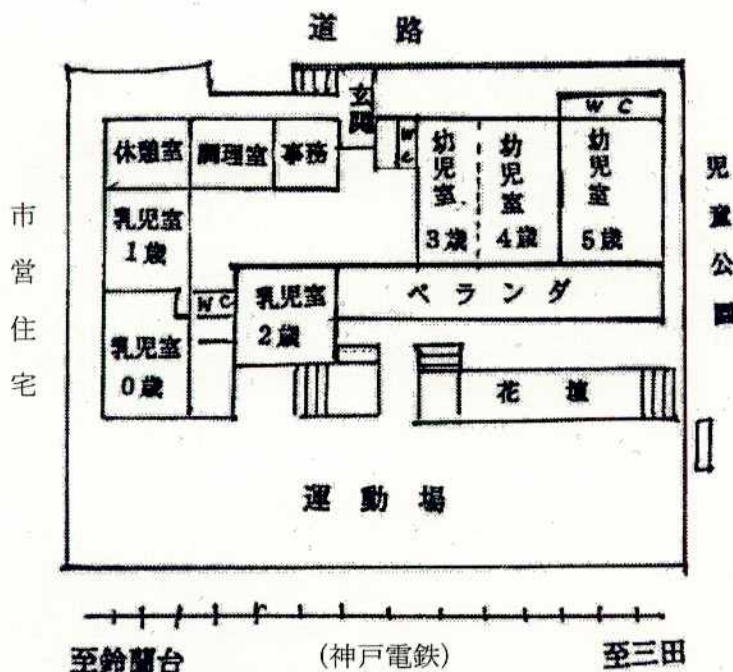 道路
玄関
WC
休憩室
調理室
事務
WC
幼児室
3歳
幼児室
4歳
幼児室
5歳
乳児室
1歳
市営住宅
児童公園
WC
乳児室
2歳
ベランダ
乳児室
0歳
花壇
運動場
至鈴蘭台
(神戸電鉄)
至三田